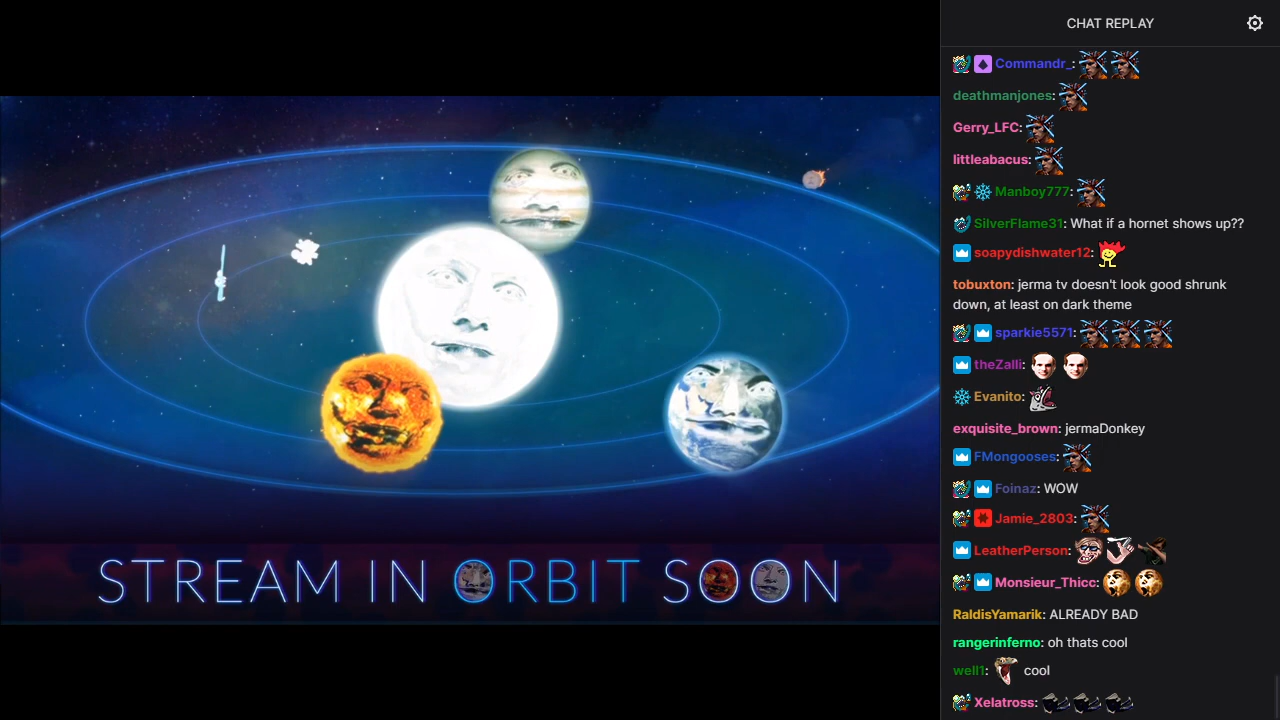 STREAM IN ORBIT SOON
CHAT REPLAY
Commandr_:
deathmanjones:
Gerry_LFC:
littleabacus:
Manboy777:
SilverFlame31: What if a hornet shows up??
soapydishwater12:
tobuxton: jerma tv doesn't look good shrunk
down, at least on dark theme
sparkie5571:
theZalli:
Evanito:
exquisite_brown: jermaDonkey
FMongooses:
Foinaz: WOW
Jamie_2803:
LeatherPerson:
Monsieur_Thicc:
RaldisYamarik: ALREADY BAD
rangerinferno: oh thats cool
well1: cool
Xelatross: